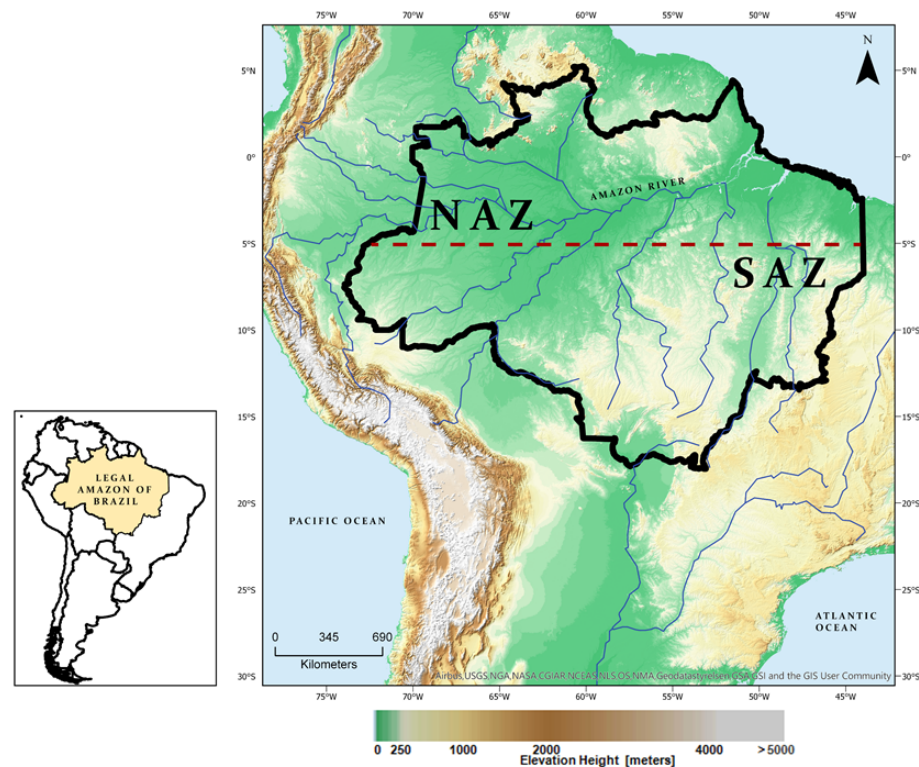 75°W 70°W 65°W 60°W 55°W 50°W 45°W
N
5°N 5°N
0° 0°
AMAZON RIVER
NAZ
5°S 5°S
SAZ
10°S 10°S
15°S 15°S
LEGAL
AMAZON OF
BRAZIL
20°S 20°S
PACIFIC OCEAN
25°S 25°S
ATLANTIC
OCEAN
0 345 690
Kilometers
30°S 30°S
©Airbus,USGS,NGA,NASA,CGIAR,NCEAS,NLS,OS,NMA,Geodatastyrelsen,GSA,GSI and the GIS User Community
75°W 70°W 65°W 60°W 55°W 50°W 45°W
0 250 1000 2000 4000 >5000
Elevation Height [meters]